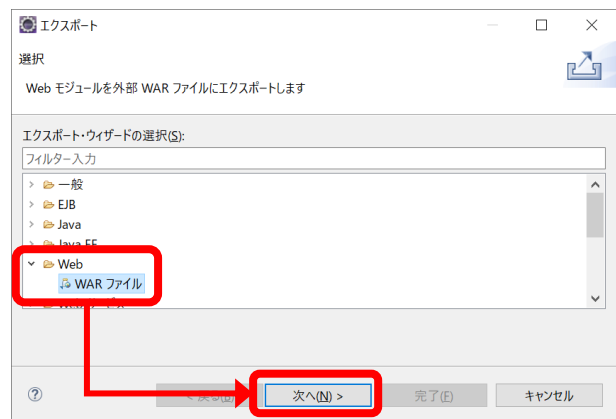 エクスポート
選択
Web モジュールを外部 WAR ファイルにエクスポートします
エクスポート・ウィザードの選択(S):
フィルター入力
一般
EJB
Java
Java EE
Web
WAR ファイル
次へ(N) >
完了(F)
キャンセル